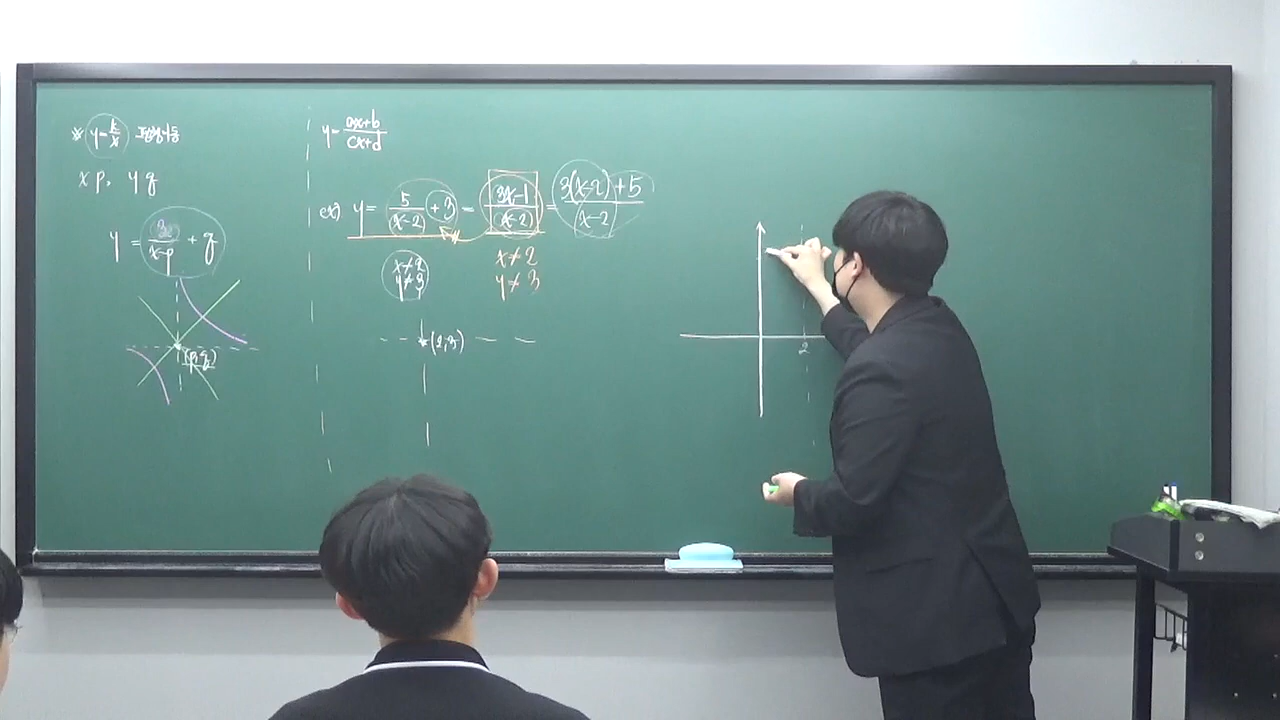 * y=k/x 평행이동
x p, y q
y = k/(x-p) + q
(p,q)
y = (ax+b)/(cx+d)
ex) y = 5/(x-2) + 3 = (3x-1)/(x-2) = (3(x-2)+5)/(x-2)
x≠2
y≠3
x≠2
y≠3
(2,3)
2